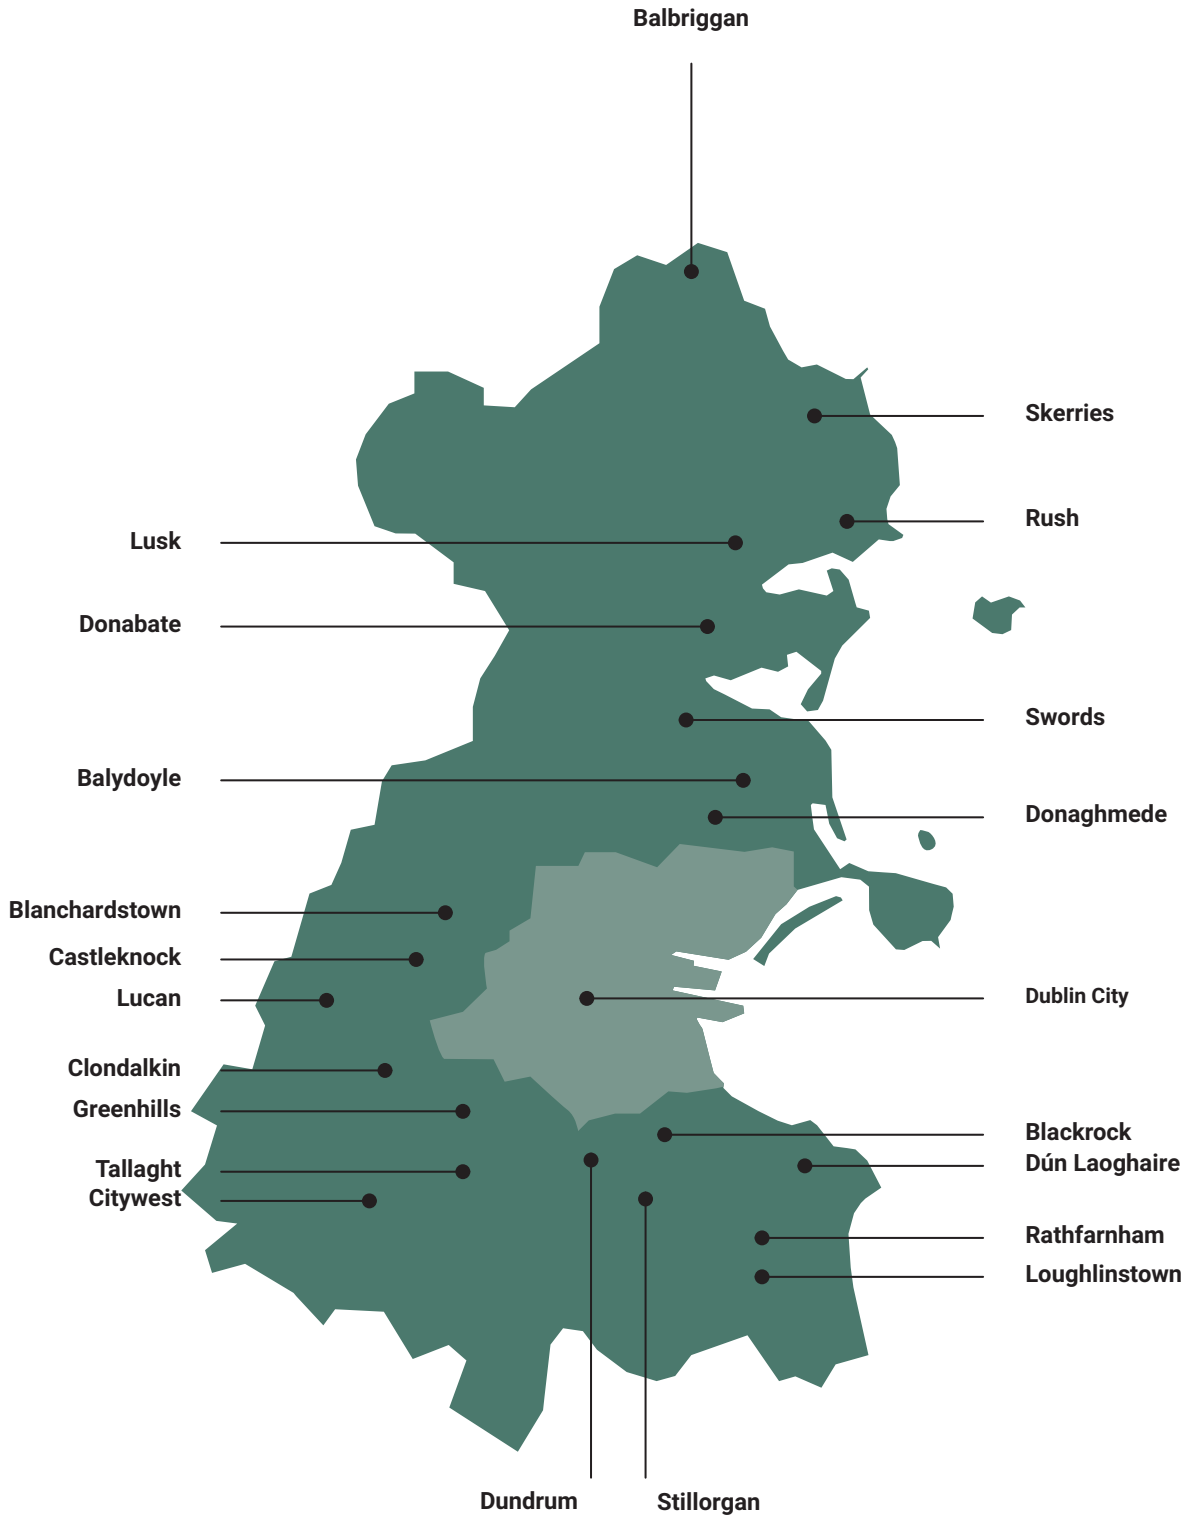 Balbriggan
Skerries
Rush
Lusk
Donabate
Swords
Balydoyle
Donaghmede
Blanchardstown
Castleknock
Lucan
Dublin City
Clondalkin
Greenhills
Blackrock
Dún Laoghaire
Tallaght
Citywest
Rathfarnham
Loughlinstown
Dundrum
Stillorgan